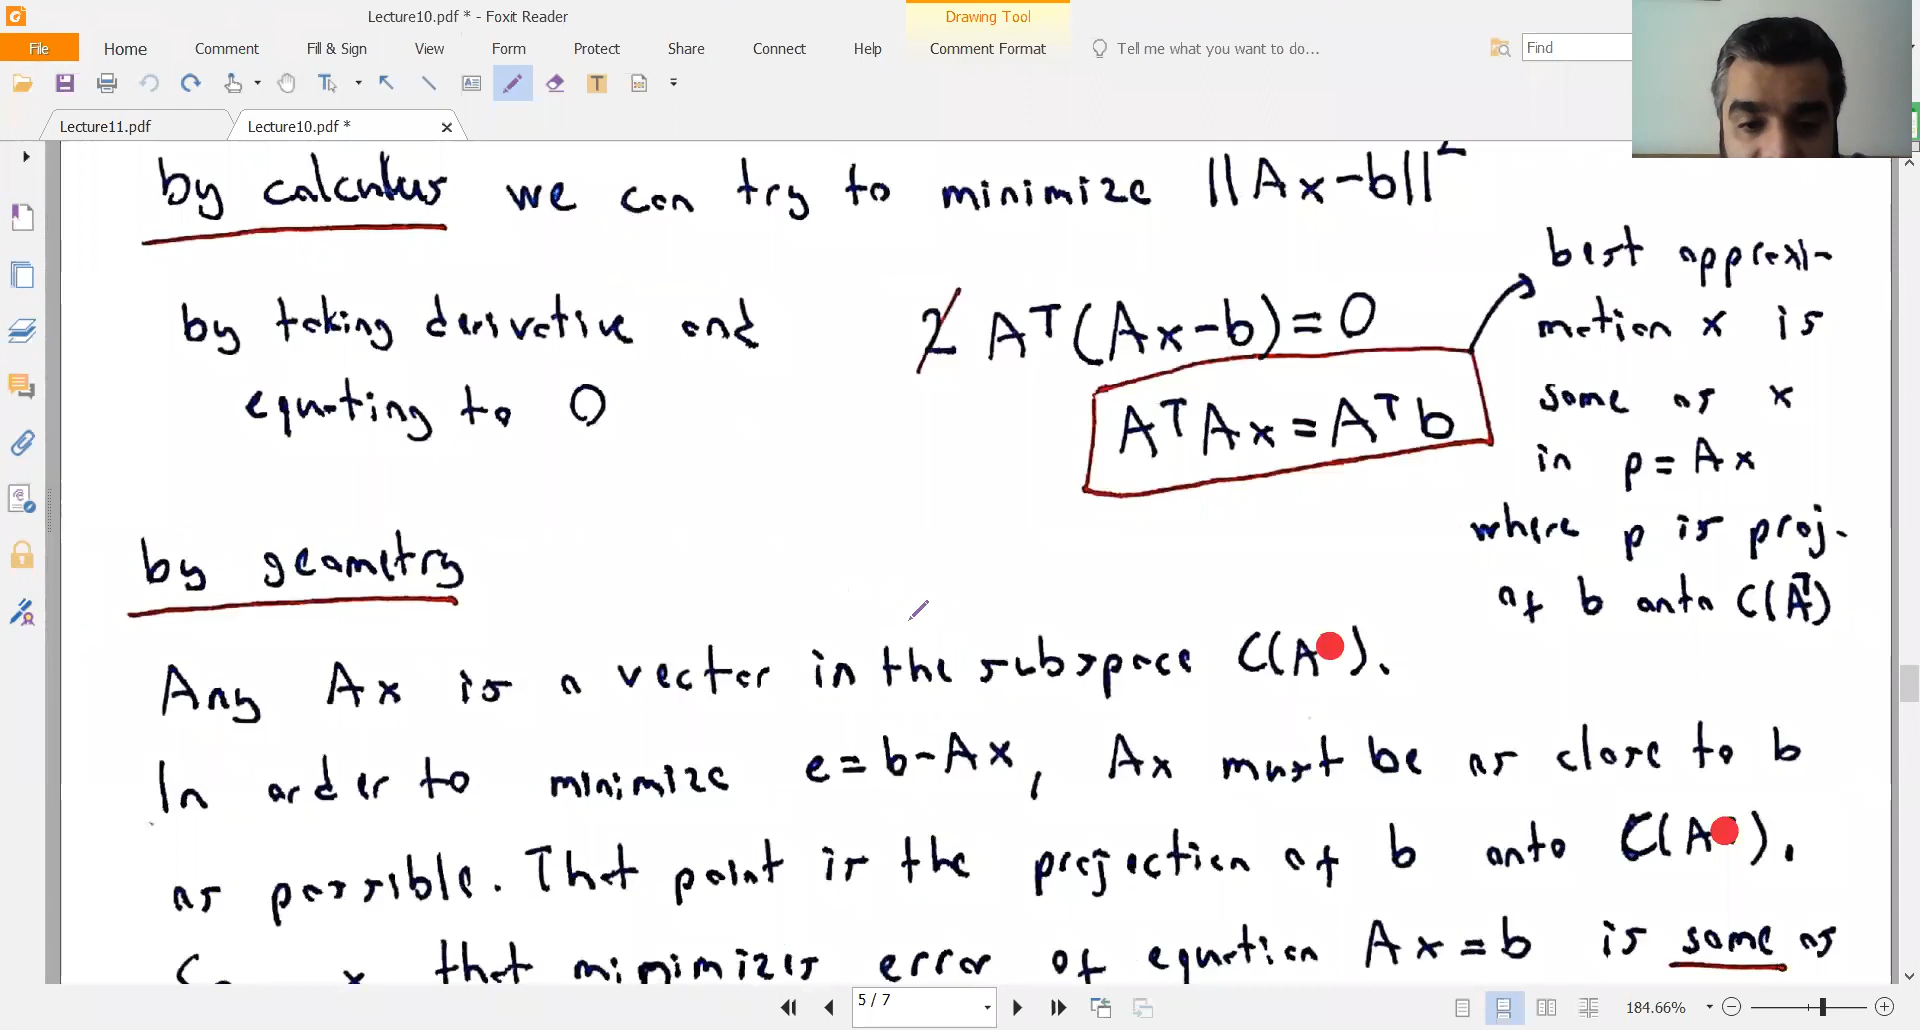 Lecture10.pdf * - Foxit Reader
Drawing Tool
File Home Comment Fill & Sign View Form Protect Share Connect Help Comment Format Tell me what you want to do... Find
Lecture11.pdf Lecture10.pdf *
by calculus we can try to minimize ||Ax-b||²
by taking derivative and 2 Aᵀ(Ax-b)=0
equating to 0 AᵀAx=Aᵀb
best approxi-
mation x is
same as x
in p=Ax
where p is proj.
of b onto C(Aᵀ)
by geometry
Any Ax is a vector in the subspace C(A ).
In order to minimize e=b-Ax, Ax must be as close to b
as possible. That point is the projection of b onto C(A ).
So x that minimizes error of equation Ax=b is same as
5 / 7
184.66%